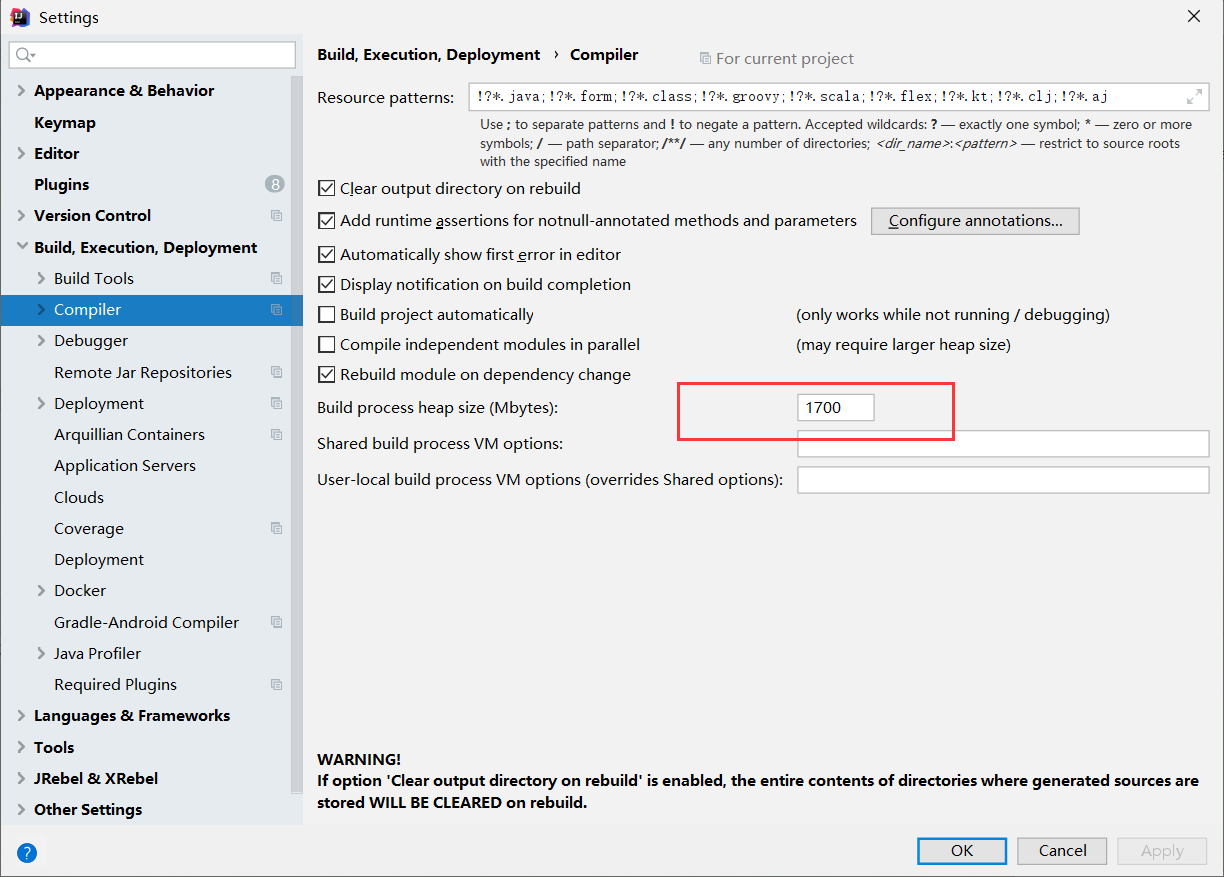 Settings
Appearance & Behavior
Keymap
Editor
Plugins 8
Version Control
Build, Execution, Deployment
Build Tools
Compiler
Debugger
Remote Jar Repositories
Deployment
Arquillian Containers
Application Servers
Clouds
Coverage
Deployment
Docker
Gradle-Android Compiler
Java Profiler
Required Plugins
Languages & Frameworks
Tools
JRebel & XRebel
Other Settings
Build, Execution, Deployment › Compiler For current project
Resource patterns: !?*.java;!?*.form;!?*.class;!?*.groovy;!?*.scala;!?*.flex;!?*.kt;!?*.clj;!?*.aj
Use ; to separate patterns and ! to negate a pattern. Accepted wildcards: ? — exactly one symbol; * — zero or more
symbols; / — path separator; /**/ — any number of directories; <dir_name>:<pattern> — restrict to source roots
with the specified name
Clear output directory on rebuild
Add runtime assertions for notnull-annotated methods and parameters Configure annotations...
Automatically show first error in editor
Display notification on build completion
Build project automatically (only works while not running / debugging)
Compile independent modules in parallel (may require larger heap size)
Rebuild module on dependency change
Build process heap size (Mbytes): 1700
Shared build process VM options:
User-local build process VM options (overrides Shared options):
WARNING!
If option 'Clear output directory on rebuild' is enabled, the entire contents of directories where generated sources are
stored WILL BE CLEARED on rebuild.
? OK Cancel Apply